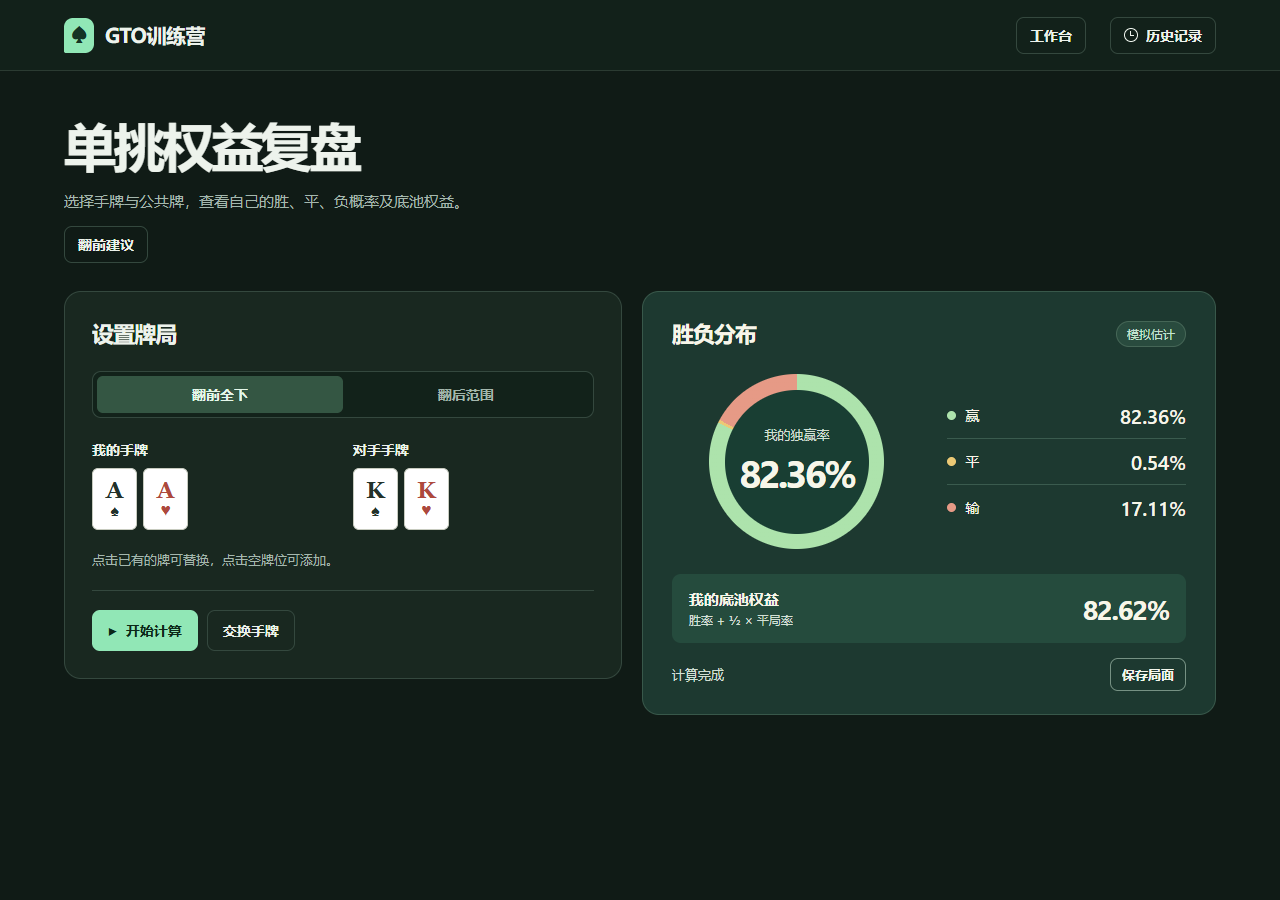 GTO训练营
工作台
历史记录
单挑权益复盘
选择手牌与公共牌，查看自己的胜、平、负概率及底池权益。
翻前建议
设置牌局
翻前全下
翻后范围
我的手牌
对手手牌
A♠ A♥
K♠ K♥
点击已有的牌可替换，点击空牌位可添加。
▶ 开始计算
交换手牌
胜负分布
模拟估计
我的独赢率
82.36%
赢 82.36%
平 0.54%
输 17.11%
我的底池权益
胜率 + ½ × 平局率
82.62%
计算完成
保存局面